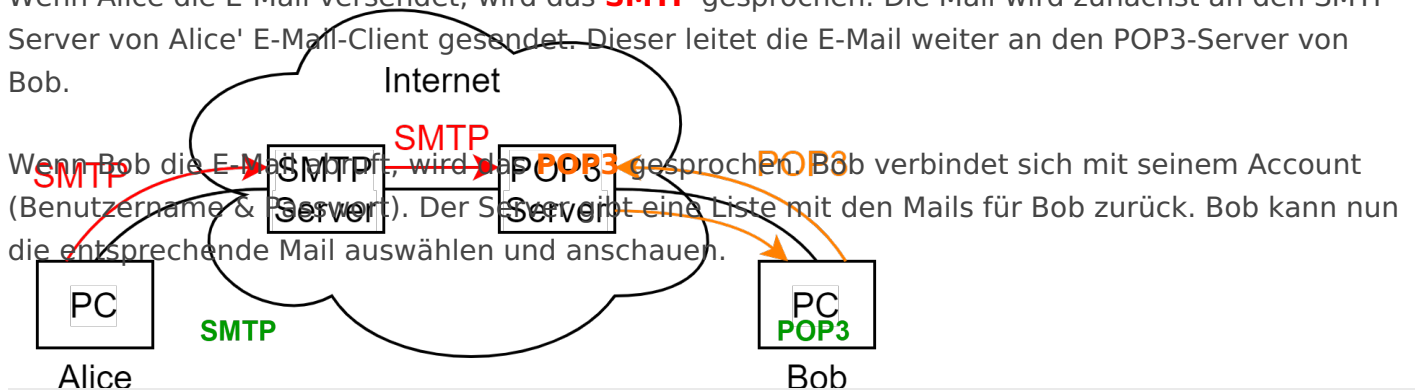 Wenn Alice die E-Mail versendet, wird das SMTP gesprochen. Die Mail wird zunächst an den SMTP-
Server von Alice' E-Mail-Client gesendet. Dieser leitet die E-Mail weiter an den POP3-Server von
Bob.
Internet
SMTP
Wenn Bob die E-Mail abruft, wird das POP3 gesprochen. Bob verbindet sich mit seinem Account
SMTP
SMTP
Server
POP3
Server
POP3
(Benutzername & Passwort). Der Server gibt eine Liste mit den Mails für Bob zurück. Bob kann nun
die entsprechende Mail auswählen und anschauen.
PC
PC
SMTP
POP3
Alice
Bob